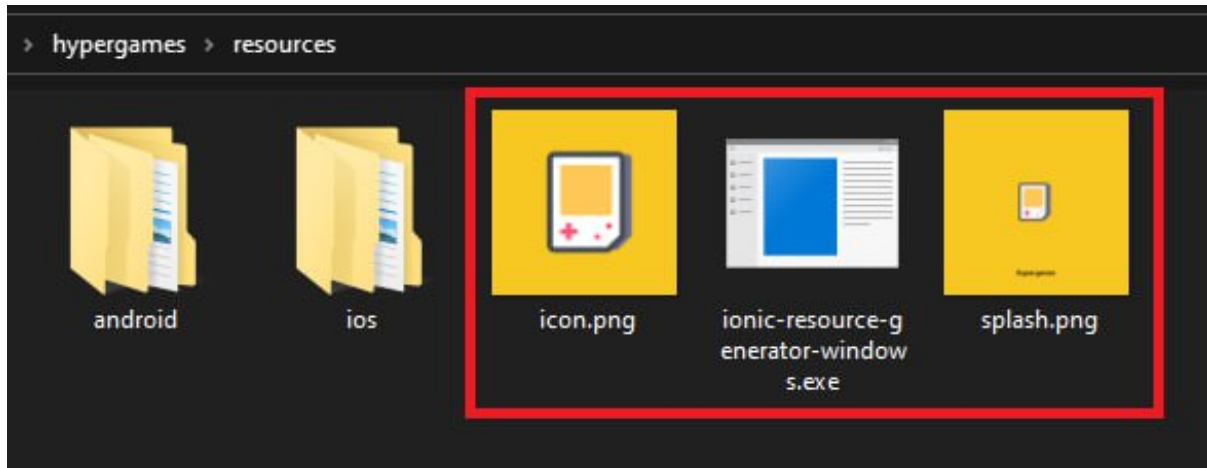 > hypergames > resources
android
ios
icon.png
ionic-resource-g
enerator-window
s.exe
splash.png